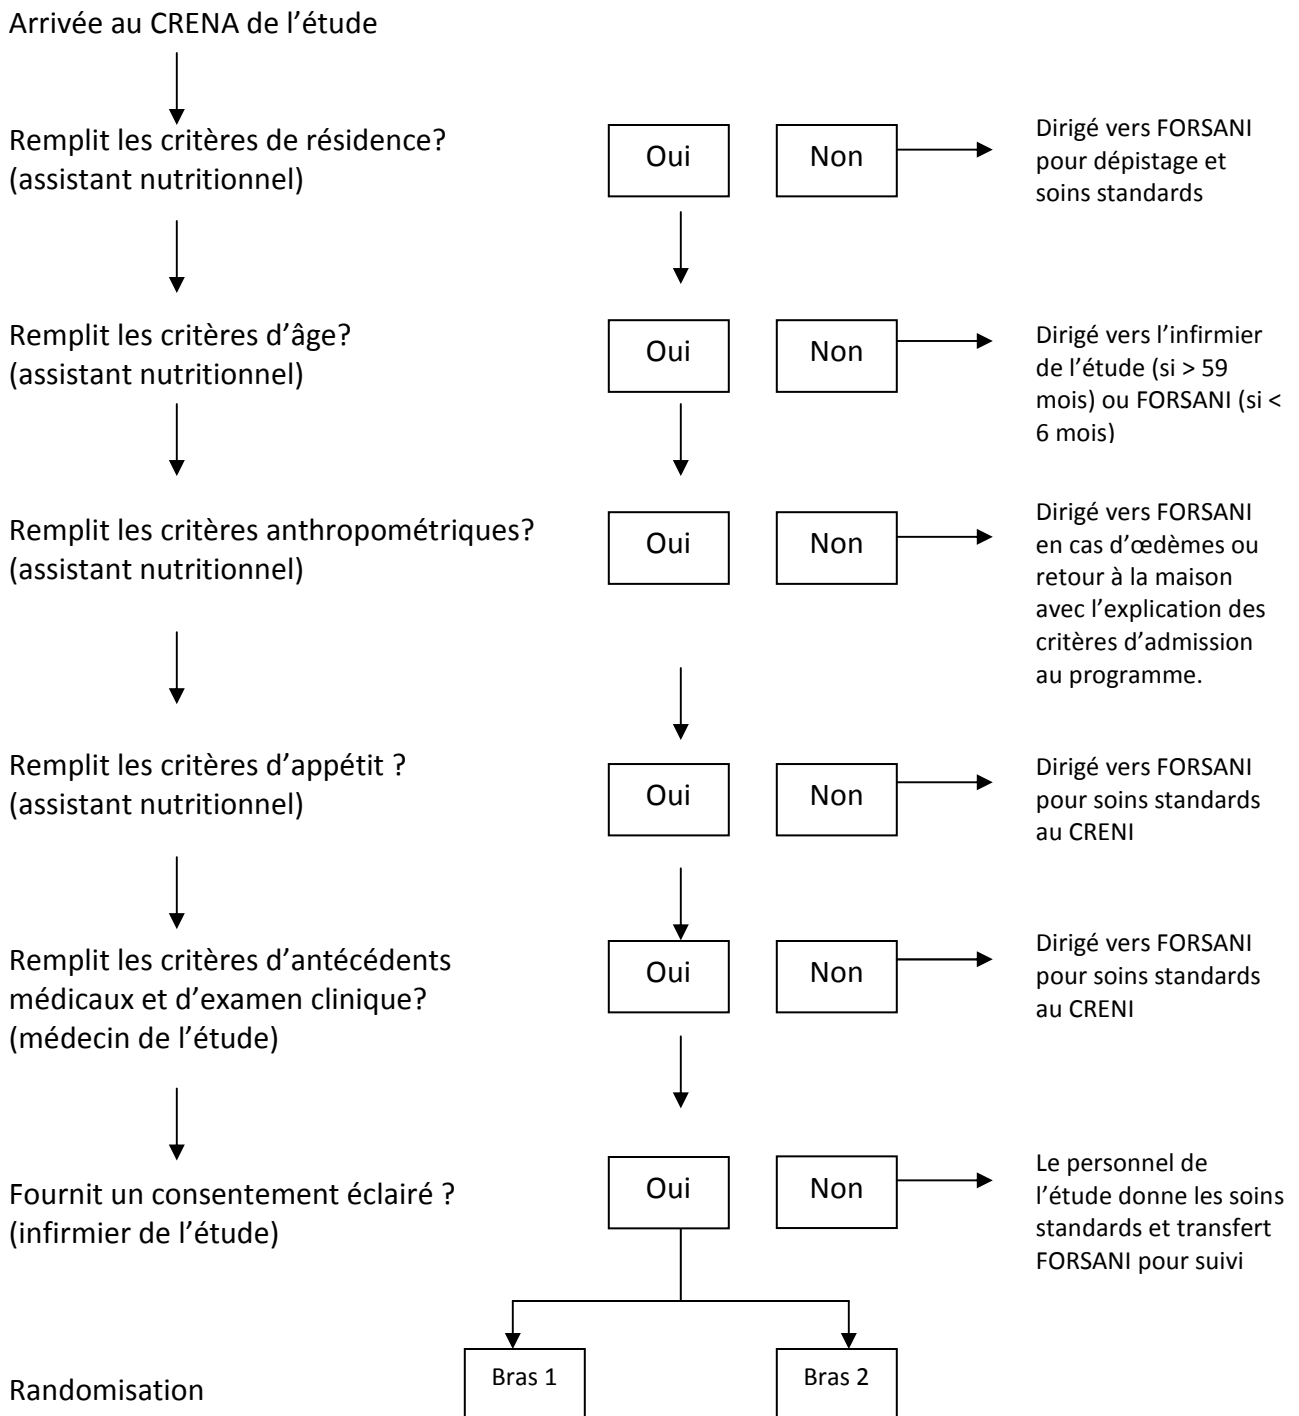 Arrivée au CRENA de l’étude
Remplit les critères de résidence?
(assistant nutritionnel)
Oui
Non
Dirigé vers FORSANI
pour dépistage et
soins standards
Remplit les critères d’âge?
(assistant nutritionnel)
Oui
Non
Dirigé vers l’infirmier
de l’étude (si > 59
mois) ou FORSANI (si <
6 mois)
Remplit les critères anthropométriques?
(assistant nutritionnel)
Oui
Non
Dirigé vers FORSANI
en cas d’œdèmes ou
retour à la maison
avec l’explication des
critères d’admission
au programme.
Remplit les critères d’appétit ?
(assistant nutritionnel)
Oui
Non
Dirigé vers FORSANI
pour soins standards
au CRENI
Remplit les critères d’antécédents
médicaux et d’examen clinique?
(médecin de l’étude)
Oui
Non
Dirigé vers FORSANI
pour soins standards
au CRENI
Fournit un consentement éclairé ?
(infirmier de l’étude)
Oui
Non
Le personnel de
l’étude donne les soins
standards et transfert
FORSANI pour suivi
Randomisation
Bras 1
Bras 2